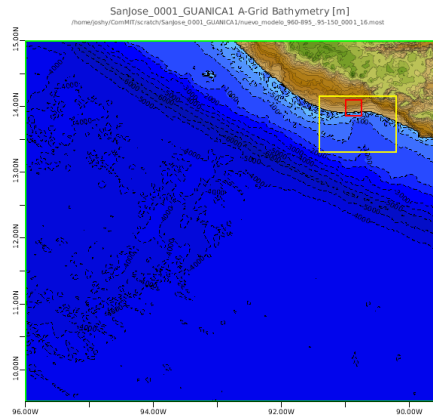 SanJose_0001_GUANICA1 A-Grid Bathymetry [m]
/home/joshy/ComMIT/scratch/SanJose_0001_GUANICA1/nuevo_modelo_960-895_95-150_0001_16.most
15.00N
14.00N
13.00N
12.00N
11.00N
10.00N
96.00W
94.00W
92.00W
90.00W